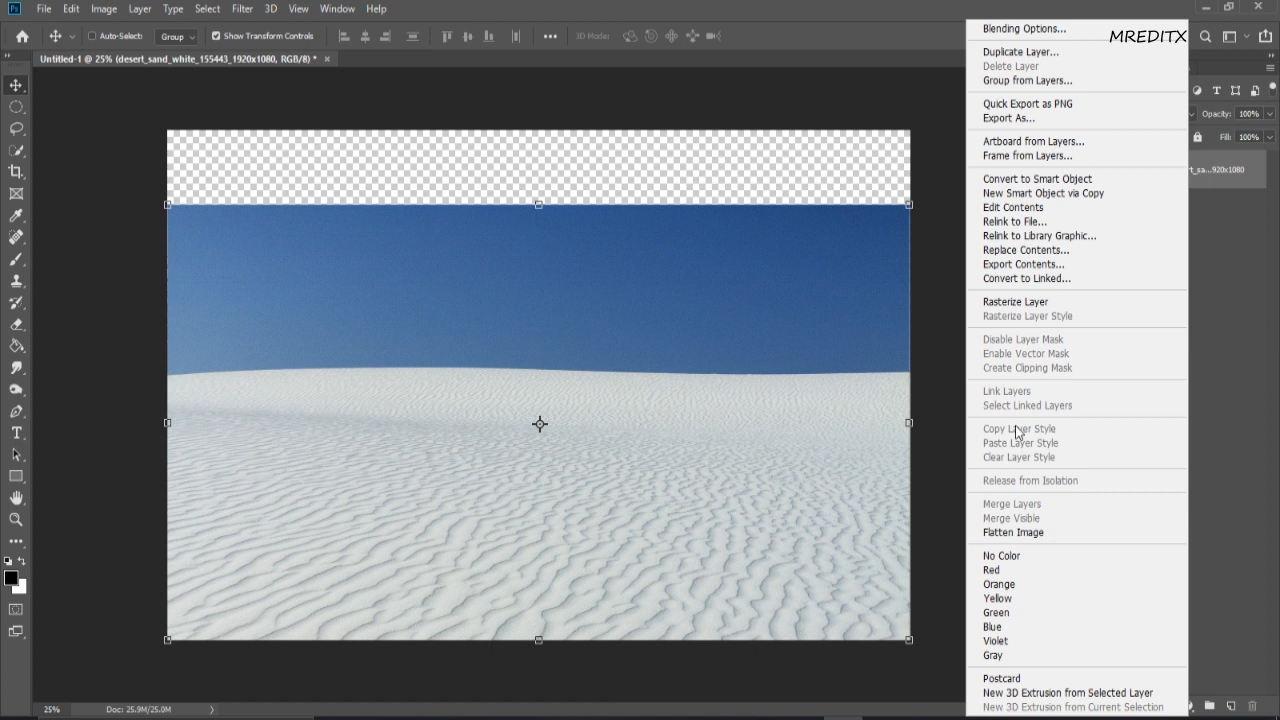 Ps File Edit Image Layer Type Select Filter 3D View Window Help
Auto-Select: Group Show Transform Controls 3D Mode:
Untitled-1 @ 25% (desert_sand_white_155443_1920x1080, RGB/8) *
MREDITX
Blending Options...
Duplicate Layer...
Delete Layer
Group from Layers...
Quick Export as PNG
Export As...
Artboard from Layers...
Frame from Layers...
Convert to Smart Object
New Smart Object via Copy
Edit Contents
Relink to File...
Relink to Library Graphic...
Replace Contents...
Export Contents...
Convert to Linked...
Rasterize Layer
Rasterize Layer Style
Disable Layer Mask
Enable Vector Mask
Create Clipping Mask
Link Layers
Select Linked Layers
Copy Layer Style
Paste Layer Style
Clear Layer Style
Release from Isolation
Merge Layers
Merge Visible
Flatten Image
No Color
Red
Orange
Yellow
Green
Blue
Violet
Gray
Postcard
New 3D Extrusion from Selected Layer
New 3D Extrusion from Current Selection
Opacity: 100%
Fill: 100%
rt_sa...920x1080
25% Doc: 25.9M/25.0M